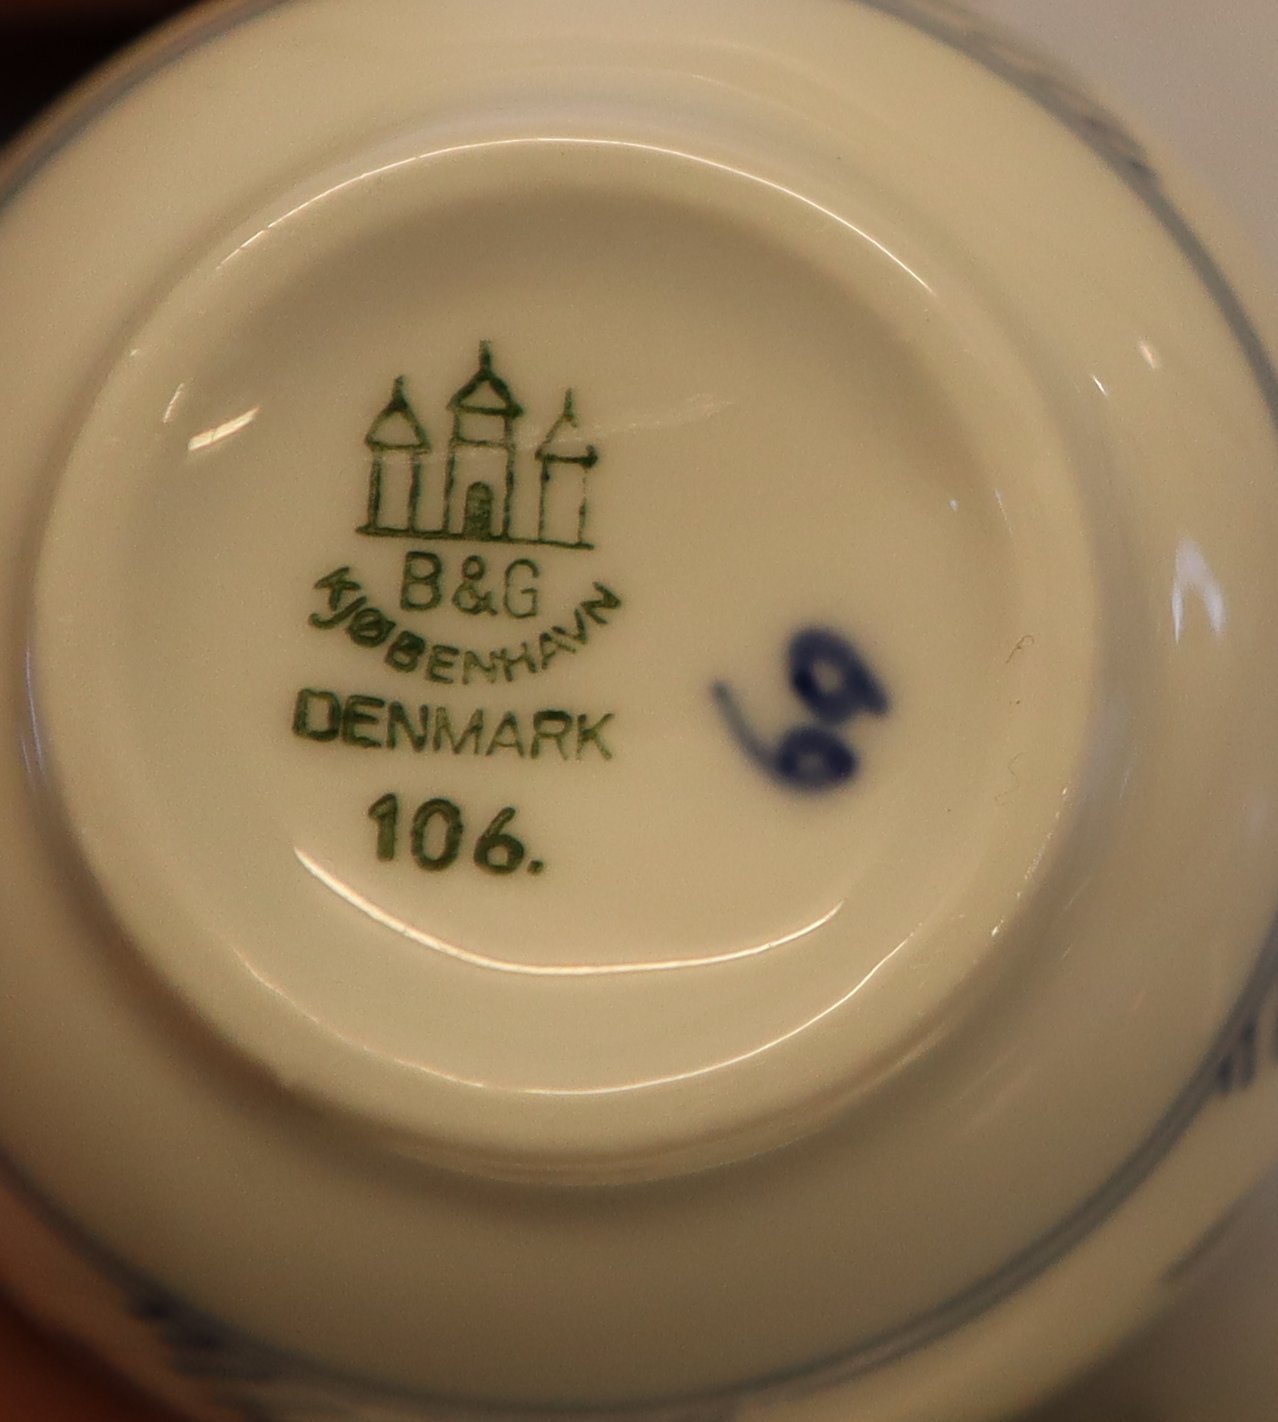 B&G
KJØBENHAVN
DENMARK
106.